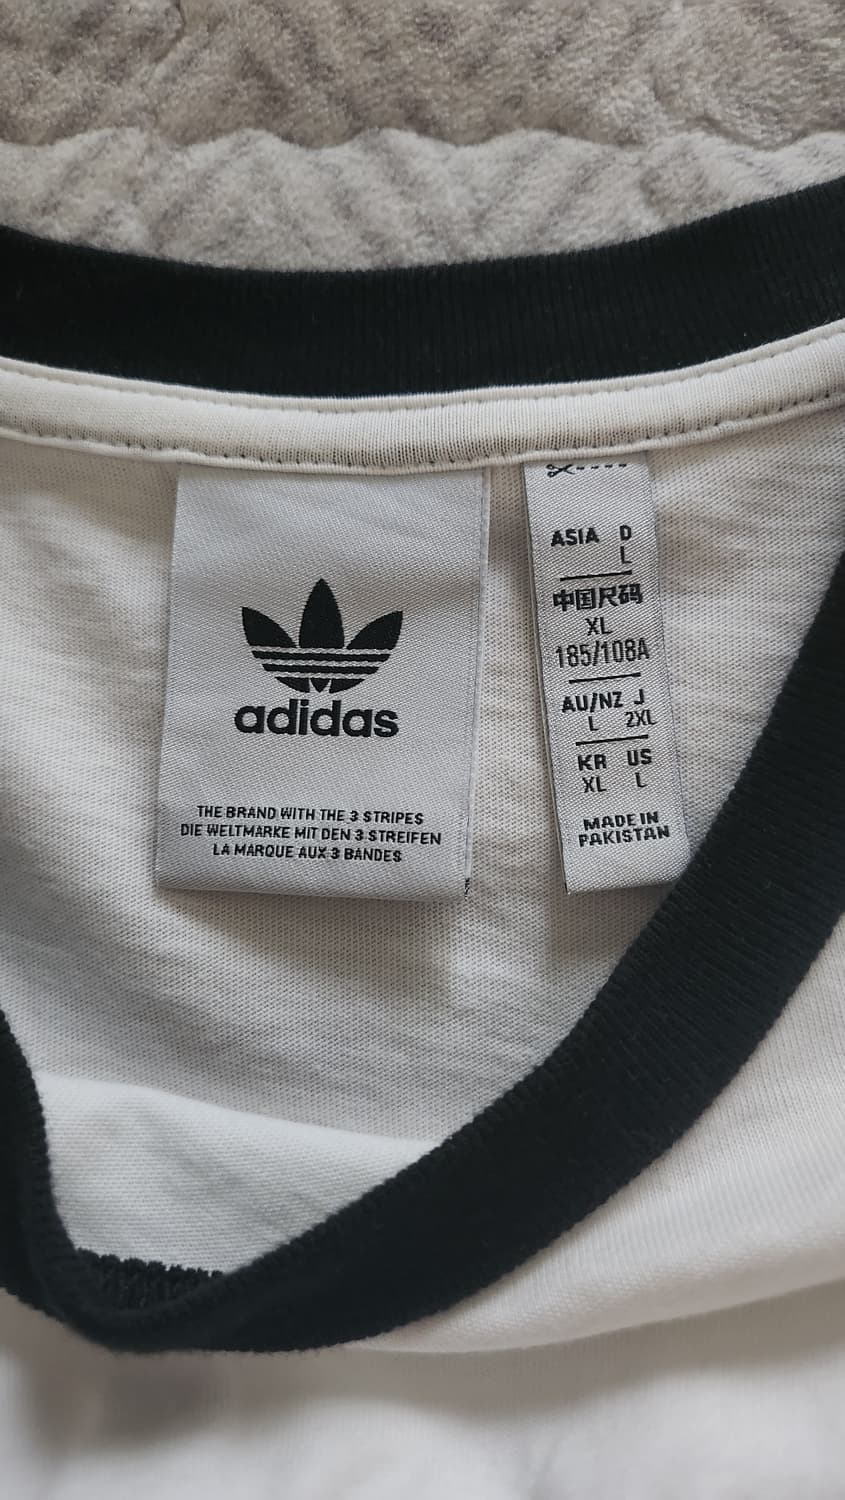 adidas
THE BRAND WITH THE 3 STRIPES
DIE WELTMARKE MIT DEN 3 STREIFEN
LA MARQUE AUX 3 BANDES
ASIA D
L
中国尺码
XL
185/108A
AU/NZ J
L 2XL
KR US
XL L
MADE IN
PAKISTAN